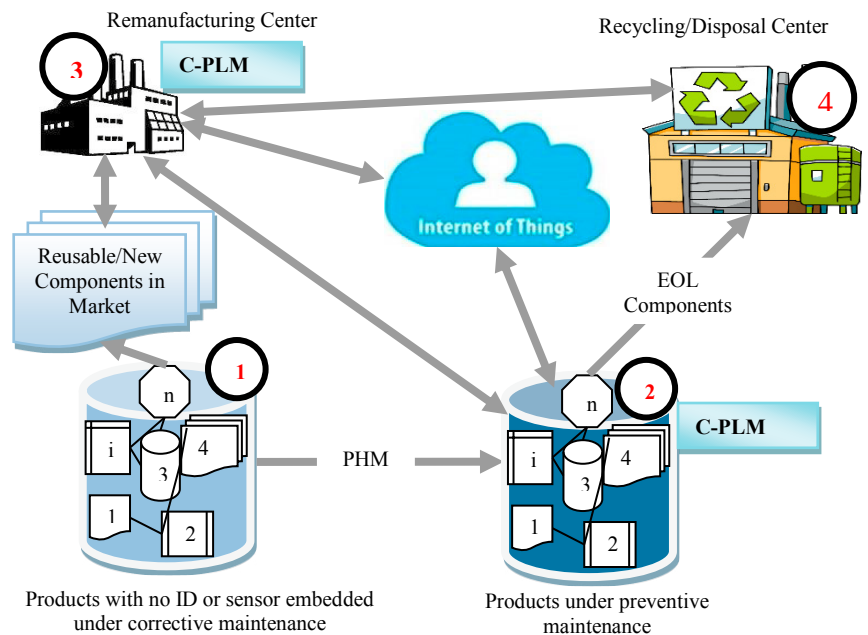 Remanufacturing Center
Recycling/Disposal Center
3
C-PLM
4
Internet of Things
Reusable/New
Components in
Market
EOL
Components
1
n
i
3
4
1
2
PHM
2
n
i
3
4
1
2
C-PLM
Products with no ID or sensor embedded
under corrective maintenance
Products under preventive
maintenance